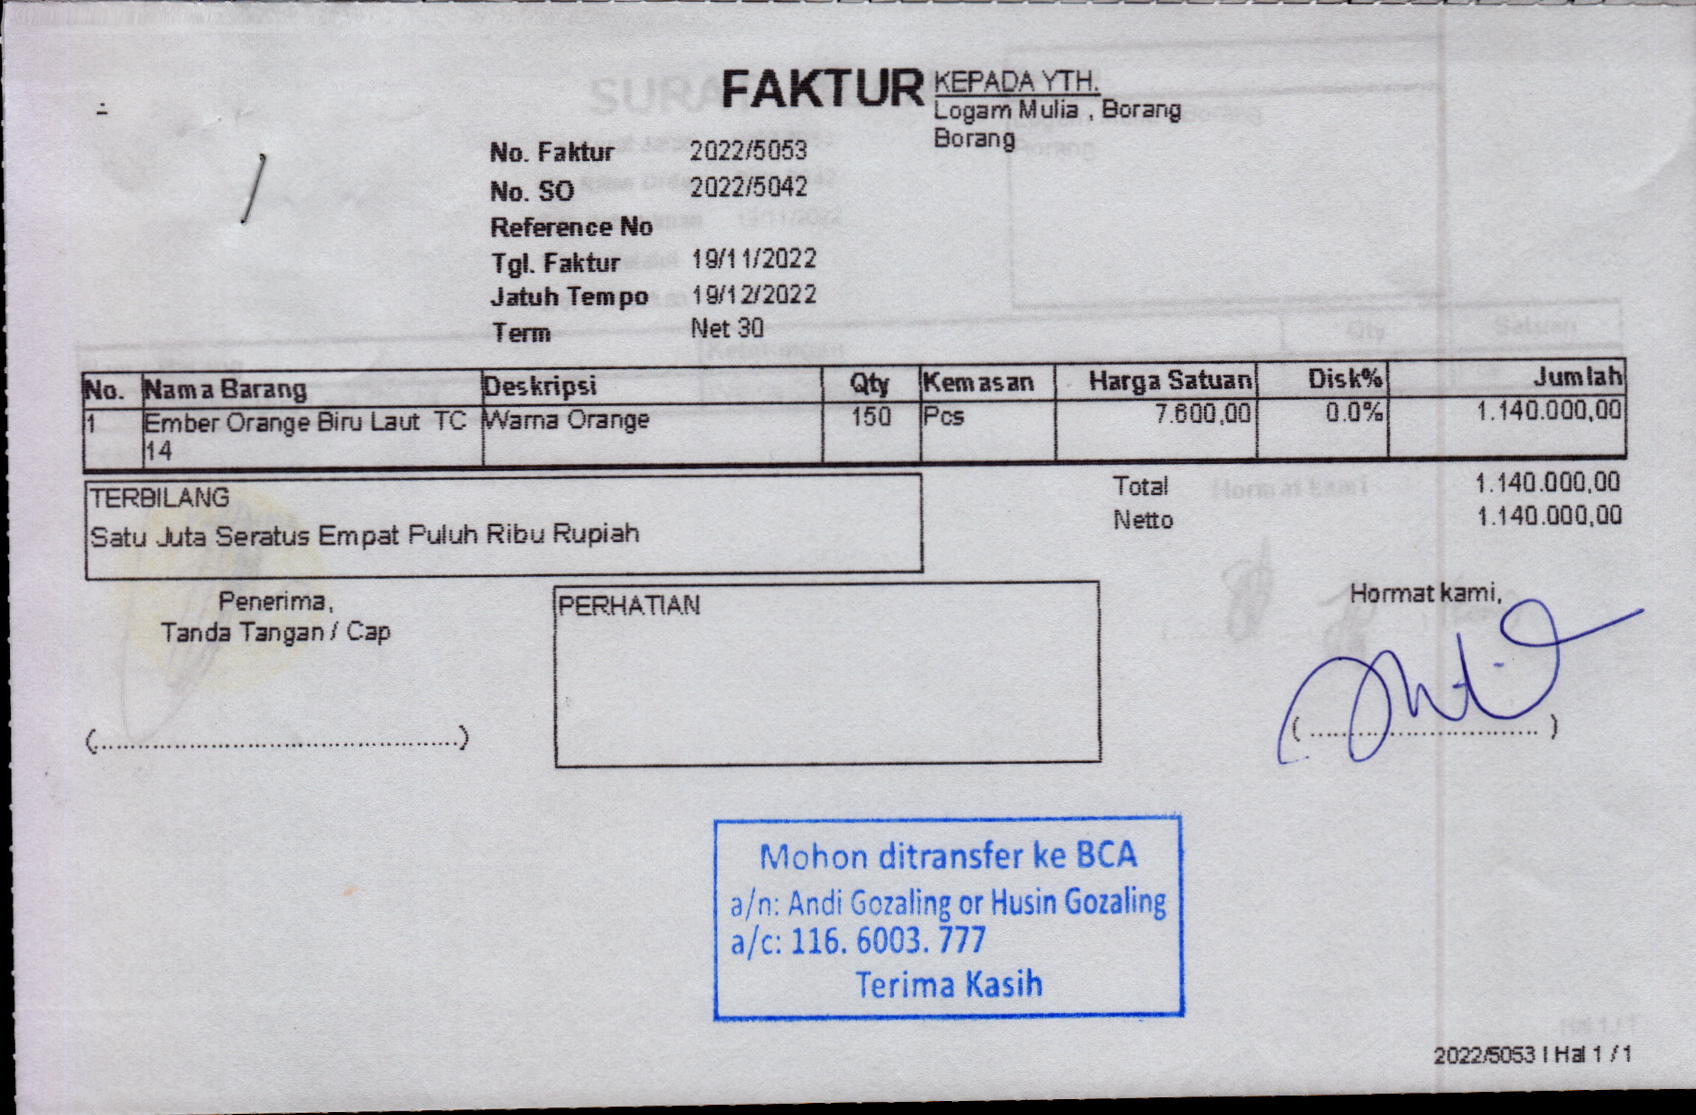 FAKTUR
KEPADA YTH.
Logam Mulia , Borang
Borang
No. Faktur 2022/5053
No. SO 2022/5042
Reference No
Tgl. Faktur 19/11/2022
Jatuh Tempo 19/12/2022
Term Net 30
No. Nama Barang Deskripsi Qty Kemasan Harga Satuan Disk% Jumlah
1 Ember Orange Biru Laut TC Warna Orange 150 Pcs 7.600,00 0.0% 1.140.000,00
14
TERBILANG
Satu Juta Seratus Empat Puluh Ribu Rupiah
Total 1.140.000,00
Netto 1.140.000,00
Penerima,
Tanda Tangan / Cap
(................................................)
PERHATIAN
Hormat kami,
(................................)
Mohon ditransfer ke BCA
a/n: Andi Gozaling or Husin Gozaling
a/c: 116. 6003. 777
Terima Kasih
2022/5053 I Hal 1 / 1